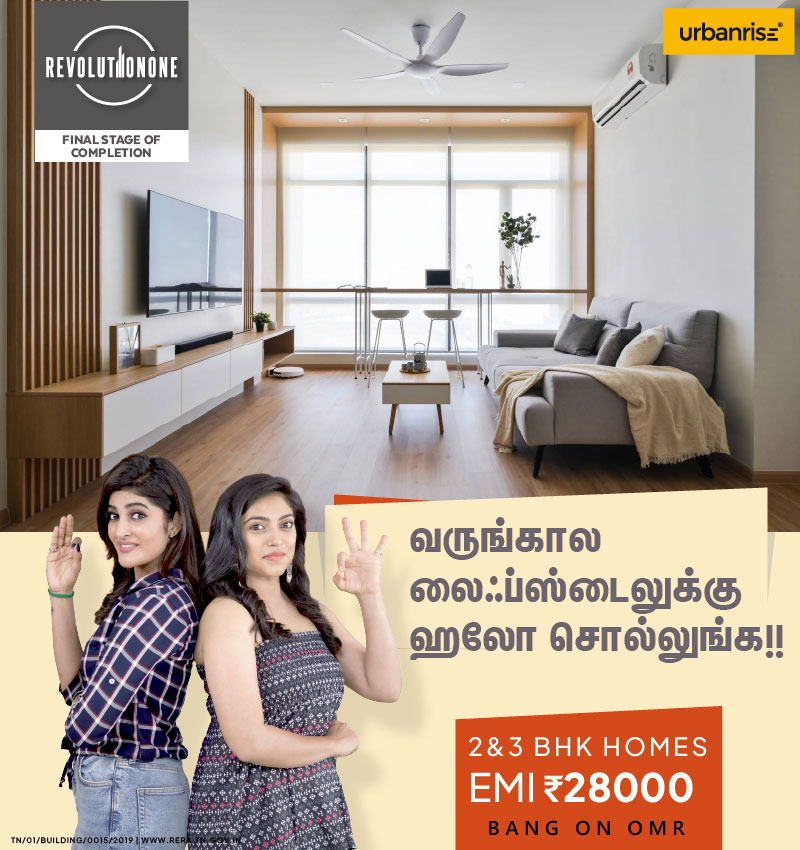 REVOLUTIONONE
FINAL STAGE OF
COMPLETION
urbanrise®
வருங்கால
லைஃப்ஸ்டைலுக்கு
ஹலோ சொல்லுங்க!!
2&3 BHK HOMES
EMI ₹28000
BANG ON OMR
TN/01/BUILDING/0015/2019 | WWW.RERA.TN.GOV.IN